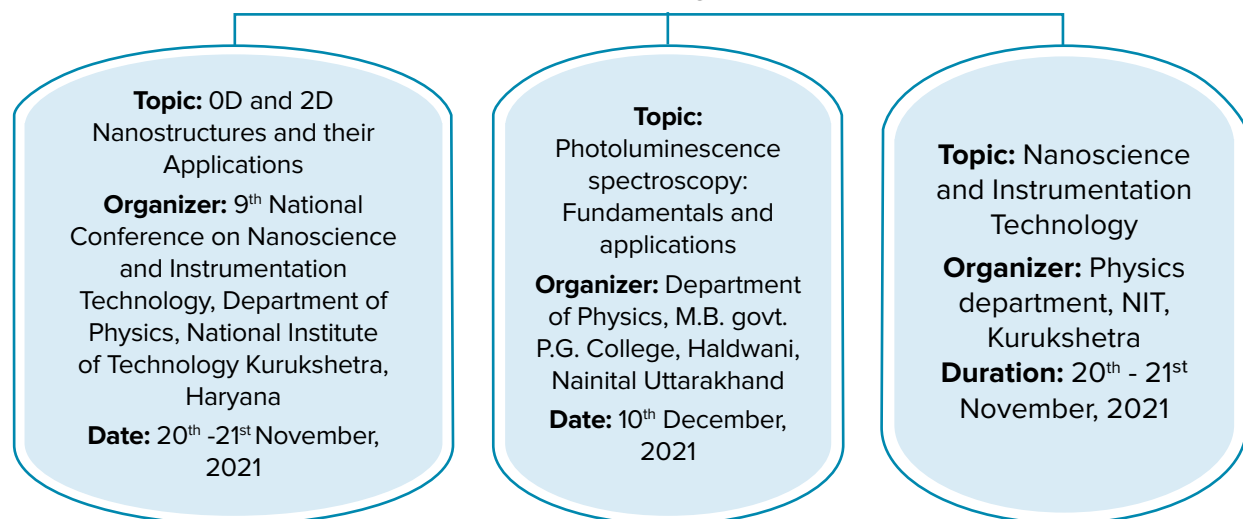 Topic: 0D and 2D
Nanostructures and their
Applications
Organizer: 9th National
Conference on Nanoscience
and Instrumentation
Technology, Department of
Physics, National Institute
of Technology Kurukshetra,
Haryana
Date: 20th -21st November,
2021
Topic:
Photoluminescence
spectroscopy:
Fundamentals and
applications
Organizer: Department
of Physics, M.B. govt.
P.G. College, Haldwani,
Nainital Uttarakhand
Date: 10th December,
2021
Topic: Nanoscience
and Instrumentation
Technology
Organizer: Physics
department, NIT,
Kurukshetra
Duration: 20th - 21st
November, 2021